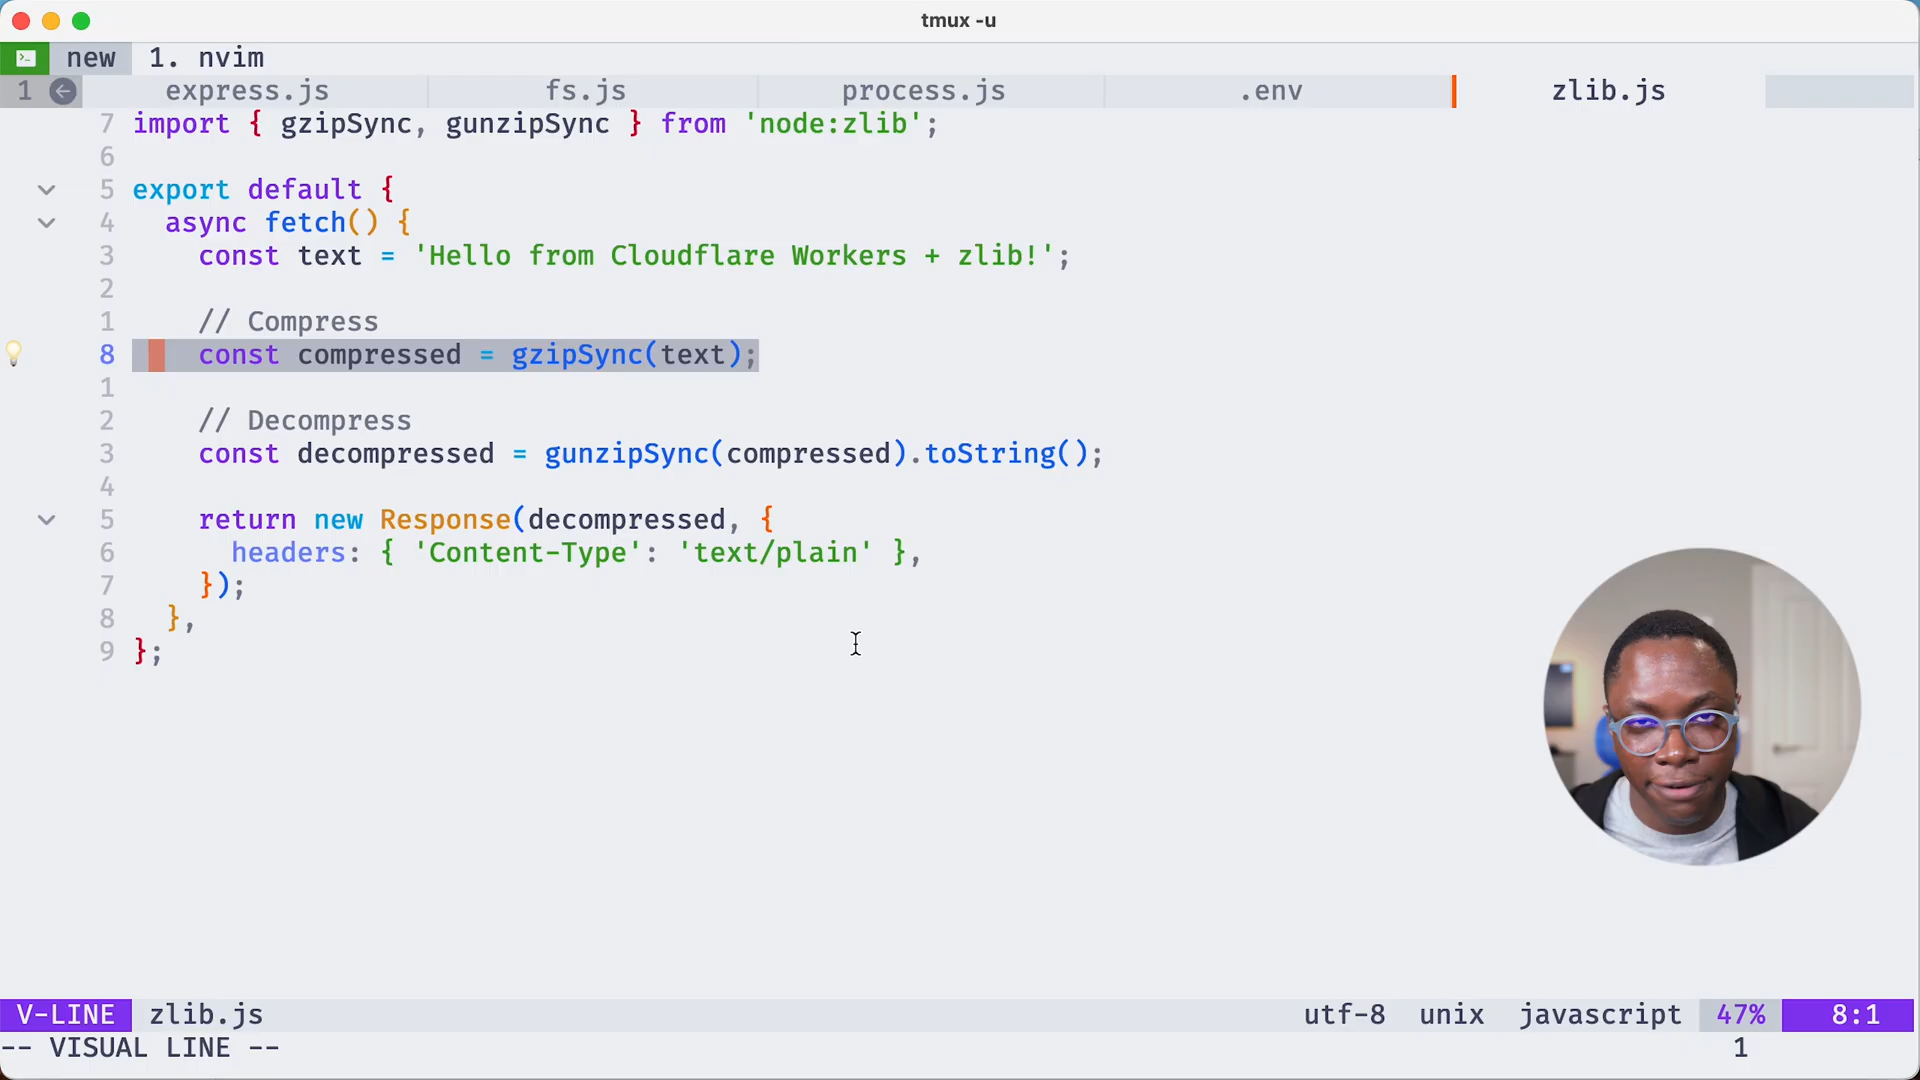 tmux -u
new 1. nvim
1 express.js fs.js process.js .env zlib.js
7 import { gzipSync, gunzipSync } from 'node:zlib';
6
5 export default {
4 async fetch() {
3 const text = 'Hello from Cloudflare Workers + zlib!';
2
1 // Compress
8 const compressed = gzipSync(text);
1
2 // Decompress
3 const decompressed = gunzipSync(compressed).toString();
4
5 return new Response(decompressed, {
6 headers: { 'Content-Type': 'text/plain' },
7 });
8 },
9 };
V-LINE zlib.js utf-8 unix javascript 47% 8:1
-- VISUAL LINE -- 1